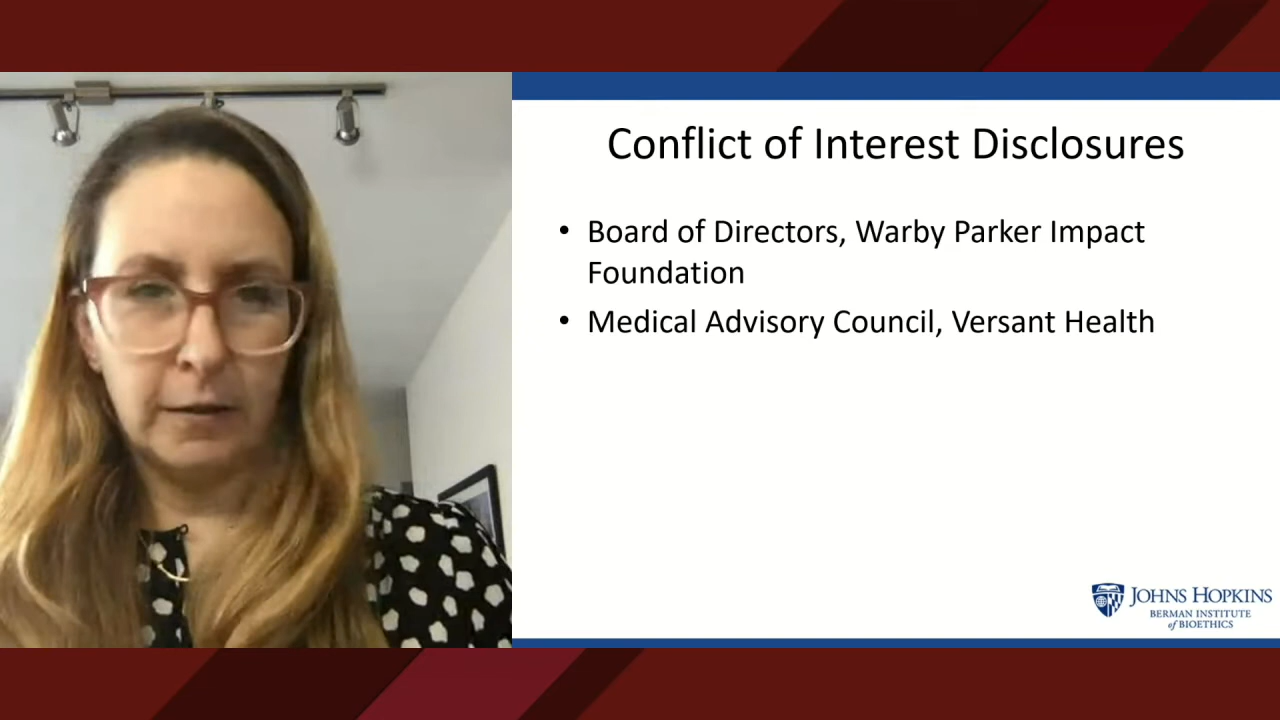 Conflict of Interest Disclosures
• Board of Directors, Warby Parker Impact
Foundation
• Medical Advisory Council, Versant Health
JOHNS HOPKINS
BERMAN INSTITUTE
of BIOETHICS